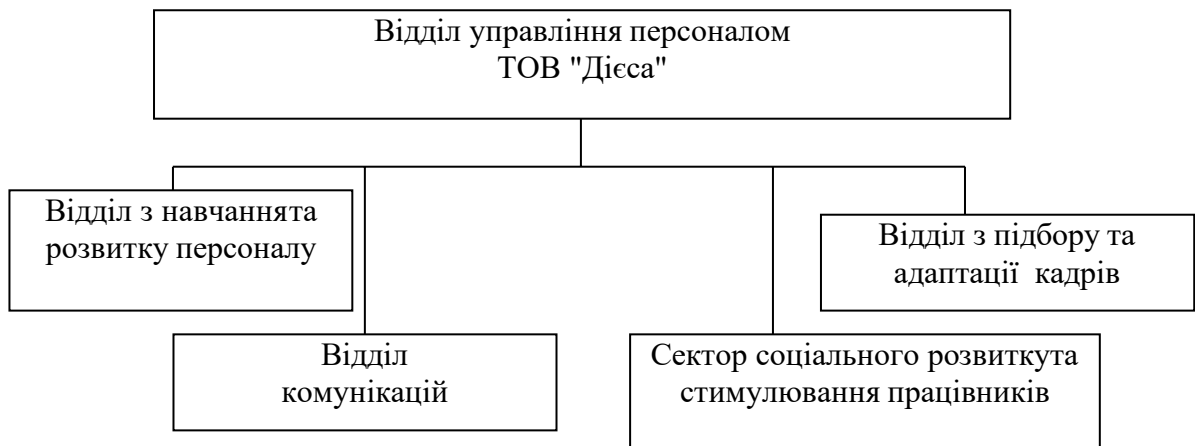 Відділ управління персоналом
ТОВ "Дієса"
Відділ з навчаннята
розвитку персоналу
Відділ з підбору та
адаптації кадрів
Відділ
комунікацій
Сектор соціального розвиткута
стимулювання працівників